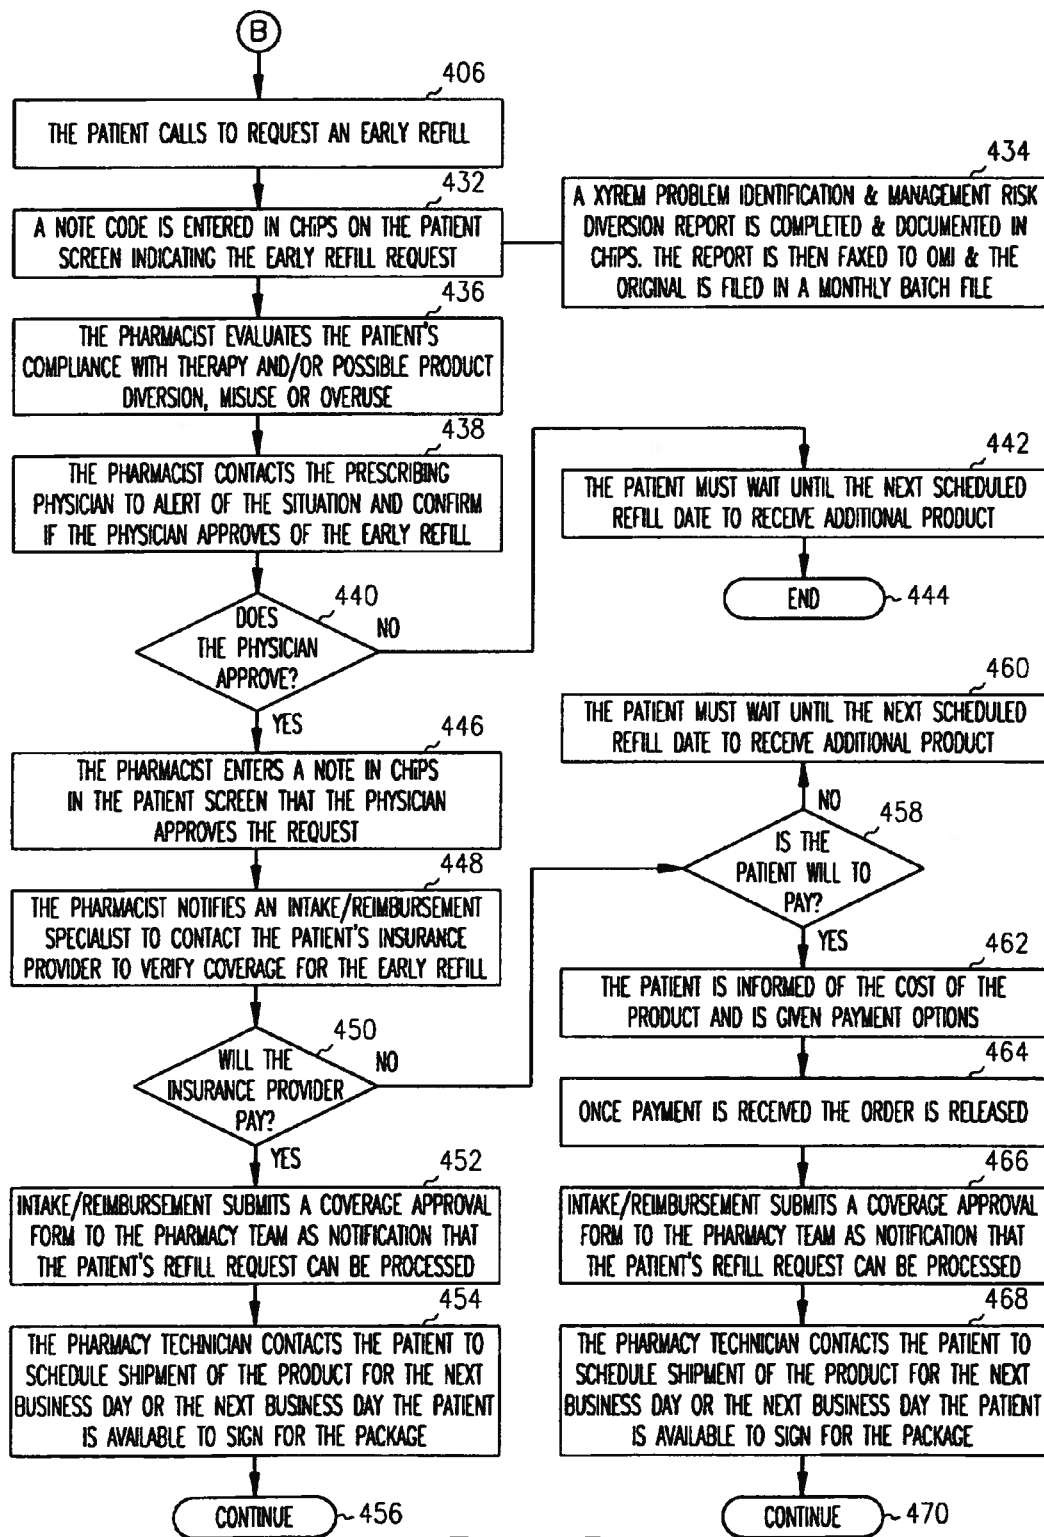 B
406
THE PATIENT CALLS TO REQUEST AN EARLY REFILL
432
A NOTE CODE IS ENTERED IN CHiPS ON THE PATIENT
SCREEN INDICATING THE EARLY REFILL REQUEST
434
A XYREM PROBLEM IDENTIFICATION & MANAGEMENT RISK
DIVERSION REPORT IS COMPLETED & DOCUMENTED IN
CHiPS. THE REPORT IS THEN FAXED TO OMI & THE
ORIGINAL IS FILED IN A MONTHLY BATCH FILE
436
THE PHARMACIST EVALUATES THE PATIENT'S
COMPLIANCE WITH THERAPY AND/OR POSSIBLE PRODUCT
DIVERSION, MISUSE OR OVERUSE
438
THE PHARMACIST CONTACTS THE PRESCRIBING
PHYSICIAN TO ALERT OF THE SITUATION AND CONFIRM
IF THE PHYSICIAN APPROVES OF THE EARLY REFILL
440
DOES
THE PHYSICIAN
APPROVE?
NO
YES
442
THE PATIENT MUST WAIT UNTIL THE NEXT SCHEDULED
REFILL DATE TO RECEIVE ADDITIONAL PRODUCT
END
444
446
THE PHARMACIST ENTERS A NOTE IN CHiPS
IN THE PATIENT SCREEN THAT THE PHYSICIAN
APPROVES THE REQUEST
448
THE PHARMACIST NOTIFIES AN INTAKE/REIMBURSEMENT
SPECIALIST TO CONTACT THE PATIENT'S INSURANCE
PROVIDER TO VERIFY COVERAGE FOR THE EARLY REFILL
450
WILL THE
INSURANCE PROVIDER
PAY?
NO
YES
452
INTAKE/REIMBURSEMENT SUBMITS A COVERAGE APPROVAL
FORM TO THE PHARMACY TEAM AS NOTIFICATION THAT
THE PATIENT'S REFILL REQUEST CAN BE PROCESSED
454
THE PHARMACY TECHNICIAN CONTACTS THE PATIENT TO
SCHEDULE SHIPMENT OF THE PRODUCT FOR THE NEXT
BUSINESS DAY OR THE NEXT BUSINESS DAY THE PATIENT
IS AVAILABLE TO SIGN FOR THE PACKAGE
CONTINUE
456
460
THE PATIENT MUST WAIT UNTIL THE NEXT SCHEDULED
REFILL DATE TO RECEIVE ADDITIONAL PRODUCT
NO
458
IS THE
PATIENT WILL TO
PAY?
YES
462
THE PATIENT IS INFORMED OF THE COST OF THE
PRODUCT AND IS GIVEN PAYMENT OPTIONS
464
ONCE PAYMENT IS RECEIVED THE ORDER IS RELEASED
466
INTAKE/REIMBURSEMENT SUBMITS A COVERAGE APPROVAL
FORM TO THE PHARMACY TEAM AS NOTIFICATION THAT
THE PATIENT'S REFILL REQUEST CAN BE PROCESSED
468
THE PHARMACY TECHNICIAN CONTACTS THE PATIENT TO
SCHEDULE SHIPMENT OF THE PRODUCT FOR THE NEXT
BUSINESS DAY OR THE NEXT BUSINESS DAY THE PATIENT
IS AVAILABLE TO SIGN FOR THE PACKAGE
CONTINUE
470